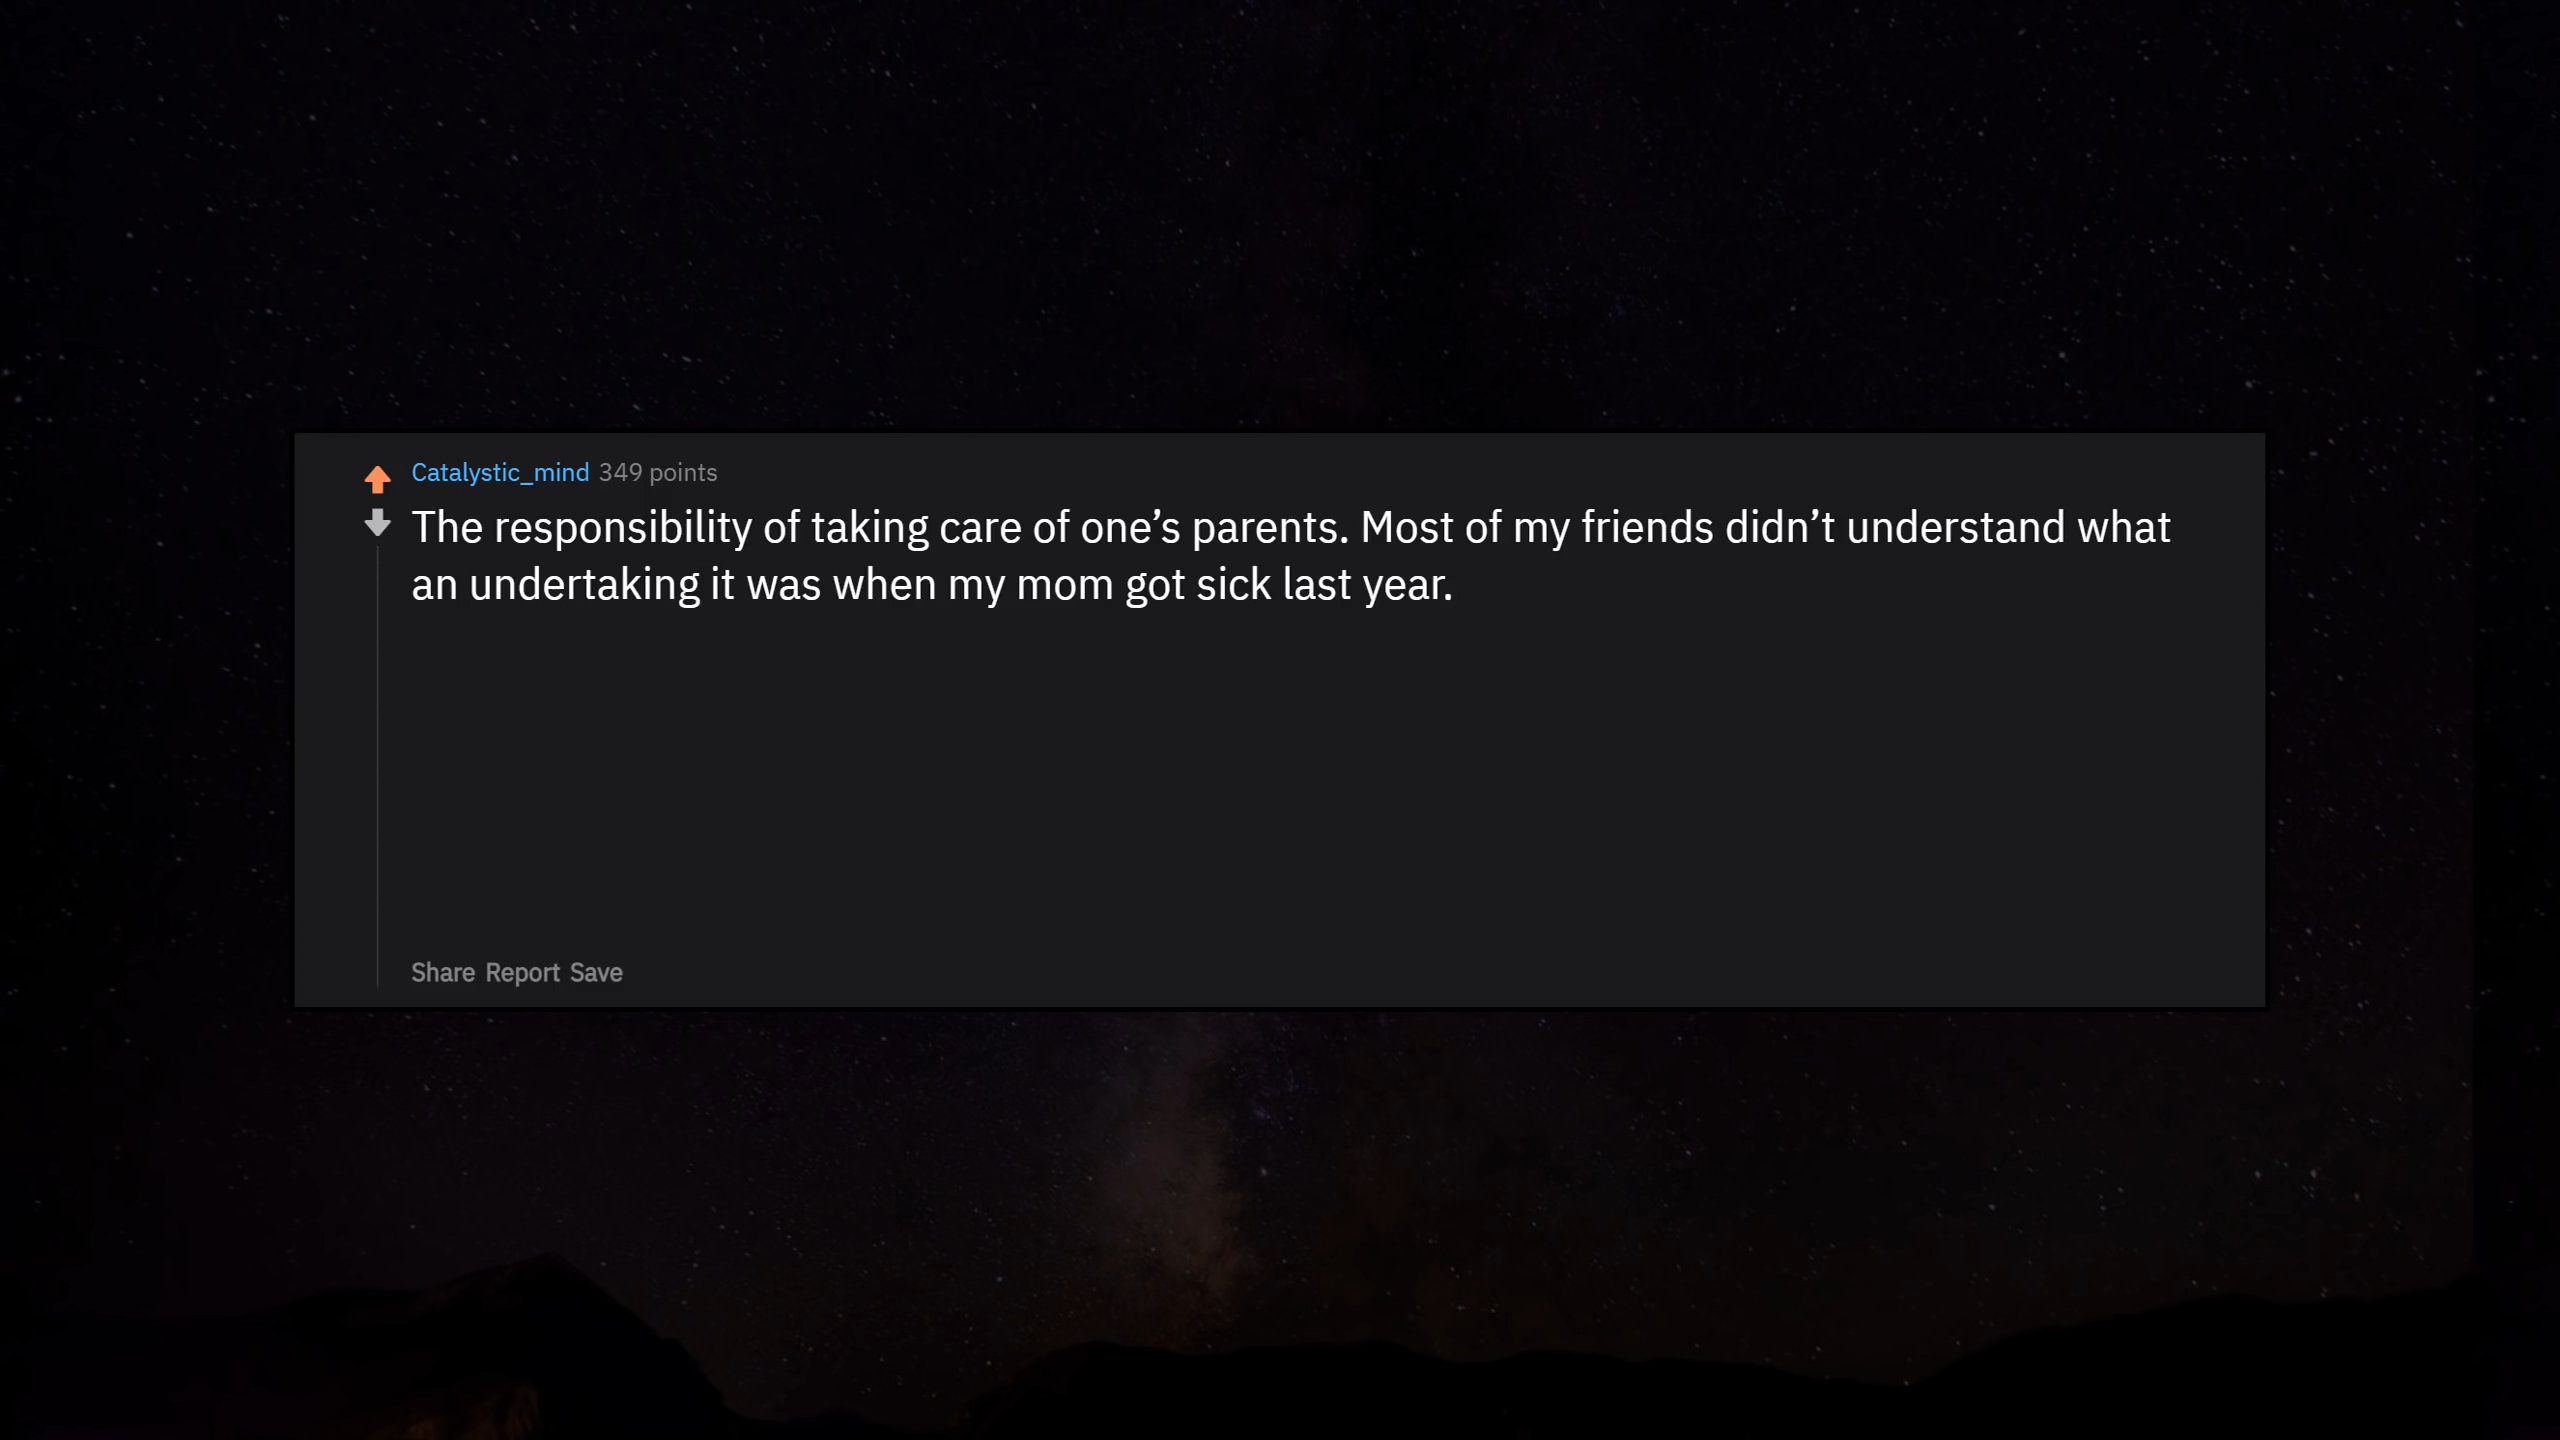 Catalystic_mind 349 points
The responsibility of taking care of one’s parents. Most of my friends didn’t understand what
an undertaking it was when my mom got sick last year.
Share Report Save